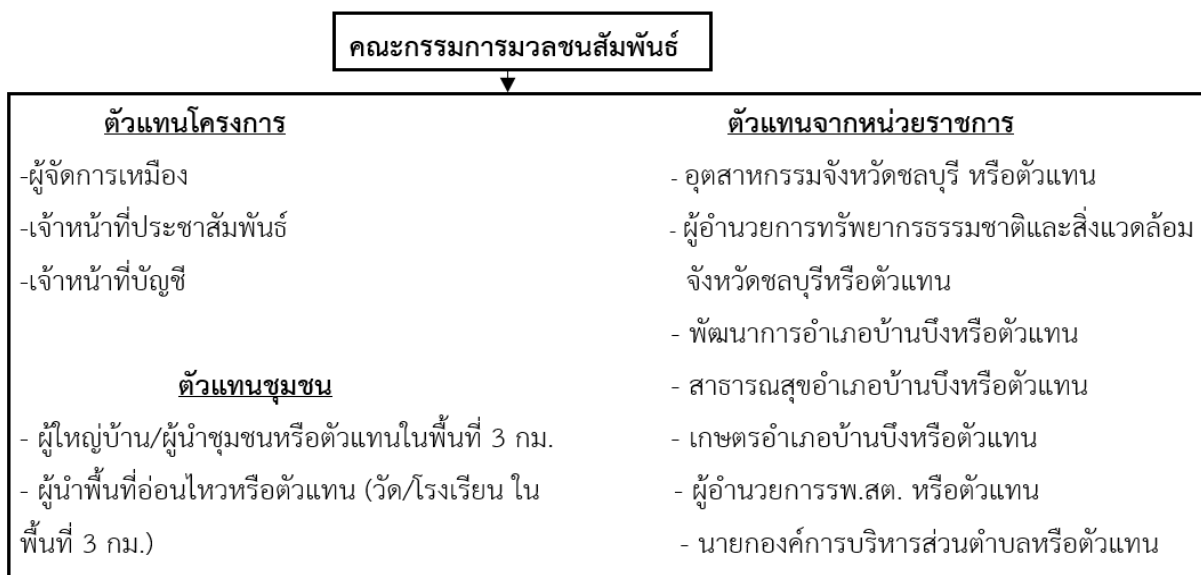 คณะกรรมการมวลชนสัมพันธ์
ตัวแทนโครงการ
-ผู้จัดการเหมือง
-เจ้าหน้าที่ประชาสัมพันธ์
-เจ้าหน้าที่บัญชี
ตัวแทนชุมชน
- ผู้ใหญ่บ้าน/ผู้นำชุมชนหรือตัวแทนในพื้นที่ 3 กม.
- ผู้นำพื้นที่อ่อนไหวหรือตัวแทน (วัด/โรงเรียน ใน
พื้นที่ 3 กม.)
ตัวแทนจากหน่วยราชการ
- อุตสาหกรรมจังหวัดชลบุรี หรือตัวแทน
- ผู้อำนวยการทรัพยากรธรรมชาติและสิ่งแวดล้อม
จังหวัดชลบุรีหรือตัวแทน
- พัฒนาการอำเภอบ้านบึงหรือตัวแทน
- สาธารณสุขอำเภอบ้านบึงหรือตัวแทน
- เกษตรอำเภอบ้านบึงหรือตัวแทน
- ผู้อำนวยการรพ.สต. หรือตัวแทน
- นายกองค์การบริหารส่วนตำบลหรือตัวแทน